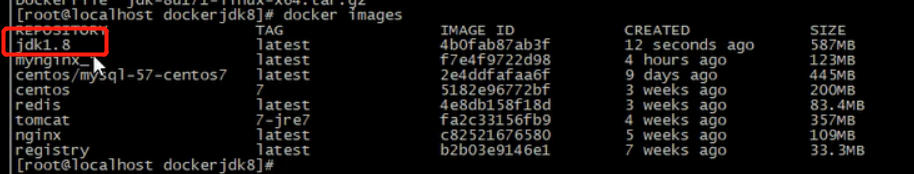 Dockerfile jdk-8u171-linux-x64.tar.gz
[root@localhost dockerjdk8]# docker images
REPOSITORY TAG IMAGE ID CREATED SIZE
jdk1.8 latest 4b0fab87ab3f 12 seconds ago 587MB
mynginx_ latest f7e4f9722d98 4 hours ago 123MB
centos/mysql-57-centos7 latest 2e4ddfafaa6f 9 days ago 445MB
centos 7 5182e96772bf 3 weeks ago 200MB
redis latest 4e8db158f18d 3 weeks ago 83.4MB
tomcat 7-jre7 fa2c33156fb9 4 weeks ago 357MB
nginx latest c82521676580 5 weeks ago 109MB
registry latest b2b03e9146e1 7 weeks ago 33.3MB
[root@localhost dockerjdk8]#